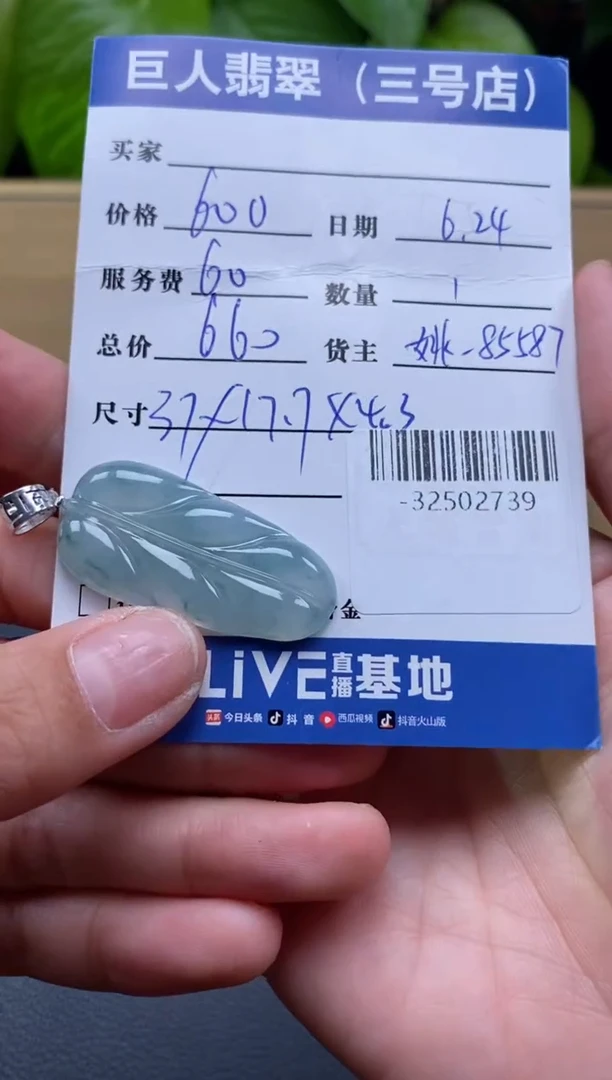 巨人翡翠（三号店）
买家
价格 600 日期 6.24
服务费 60 数量 1
总价 660 货主 姚-85587
尺寸 37×17.7×4.3
-32502739
金
LiVE直播基地
头条 今日头条 抖音 西瓜视频 抖音火山版